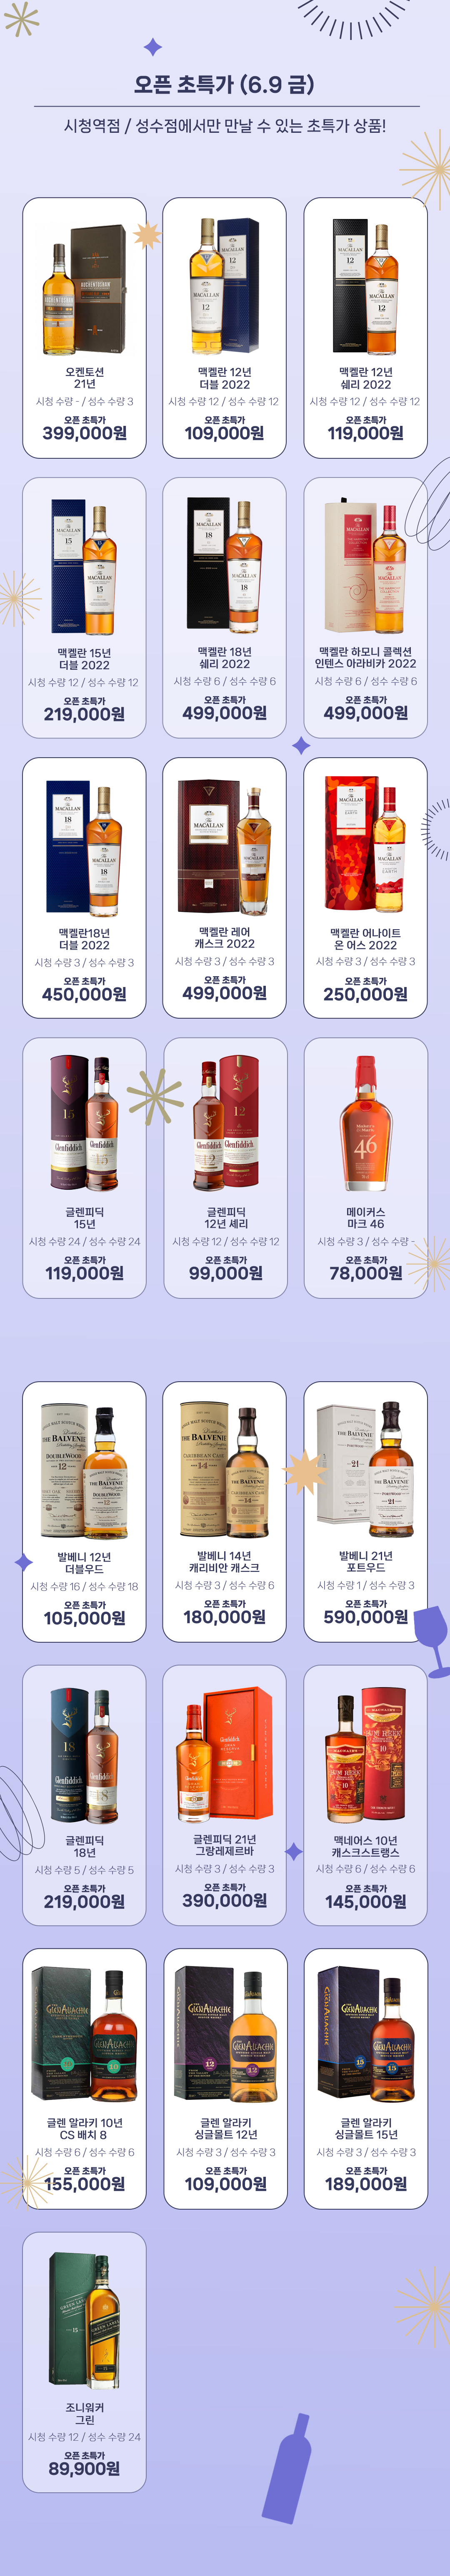 오픈 초특가 (6.9 금)
시청역점 / 성수점에서만 만날 수 있는 초특가 상품!
오켄토션
21년
시청 수량 - / 성수 수량 3
오픈 초특가
399,000원
맥켈란 12년
더블 2022
시청 수량 12 / 성수 수량 12
오픈 초특가
109,000원
맥켈란 12년
쉐리 2022
시청 수량 12 / 성수 수량 12
오픈 초특가
119,000원
맥켈란 15년
더블 2022
시청 수량 12 / 성수 수량 12
오픈 초특가
219,000원
맥켈란 18년
쉐리 2022
시청 수량 6 / 성수 수량 6
오픈 초특가
499,000원
맥켈란 하모니 콜렉션
인텐스 아라비카 2022
시청 수량 6 / 성수 수량 6
오픈 초특가
499,000원
맥켈란18년
더블 2022
시청 수량 3 / 성수 수량 3
오픈 초특가
450,000원
맥켈란 레어
캐스크 2022
시청 수량 3 / 성수 수량 3
오픈 초특가
499,000원
맥켈란 어나이트
온 어스 2022
시청 수량 3 / 성수 수량 3
오픈 초특가
250,000원
글렌피딕
15년
시청 수량 24 / 성수 수량 24
오픈 초특가
119,000원
글렌피딕
12년 셰리
시청 수량 12 / 성수 수량 12
오픈 초특가
99,000원
메이커스
마크 46
시청 수량 3 / 성수 수량 -
오픈 초특가
78,000원
발베니 12년
더블우드
시청 수량 16 / 성수 수량 18
오픈 초특가
105,000원
발베니 14년
캐리비안 캐스크
시청 수량 3 / 성수 수량 6
오픈 초특가
180,000원
발베니 21년
포트우드
시청 수량 1 / 성수 수량 3
오픈 초특가
590,000원
글렌피딕
18년
시청 수량 5 / 성수 수량 5
오픈 초특가
219,000원
글렌피딕 21년
그랑레제르바
시청 수량 3 / 성수 수량 3
오픈 초특가
390,000원
맥네어스 10년
캐스크스트랭스
시청 수량 6 / 성수 수량 6
오픈 초특가
145,000원
글렌 알라키 10년
CS 배치 8
시청 수량 6 / 성수 수량 6
오픈 초특가
155,000원
글렌 알라키
싱글몰트 12년
시청 수량 3 / 성수 수량 3
오픈 초특가
109,000원
글렌 알라키
싱글몰트 15년
시청 수량 3 / 성수 수량 3
오픈 초특가
189,000원
조니워커
그린
시청 수량 12 / 성수 수량 24
오픈 초특가
89,900원